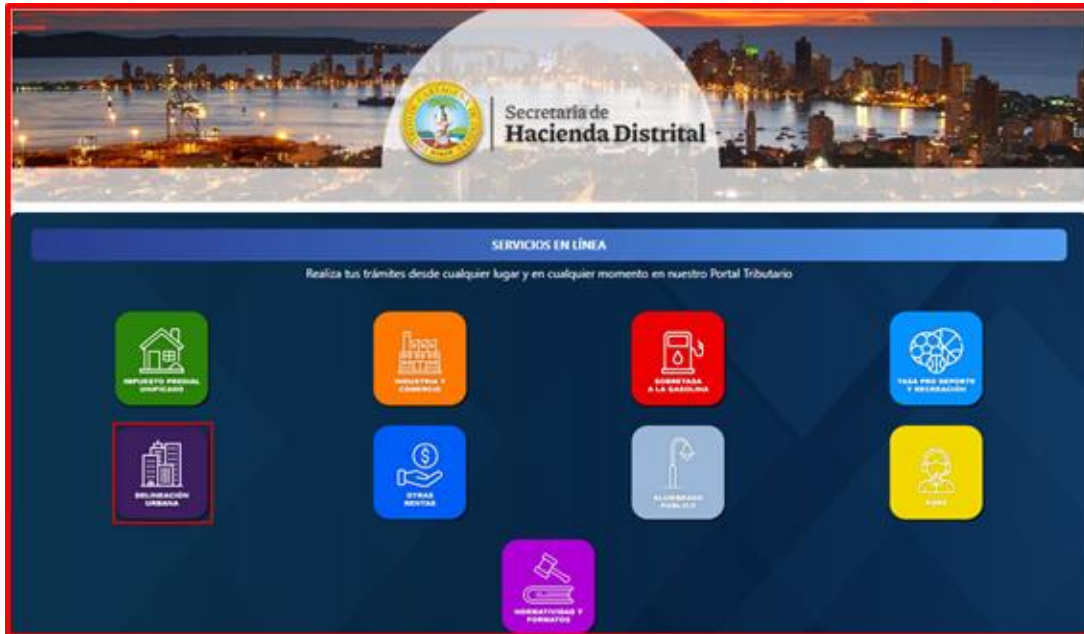 Secretaría de
Hacienda Distrital
SERVICIOS EN LÍNEA
Realiza tus trámites desde cualquier lugar y en cualquier momento en nuestro Portal Tributario
IMPUESTO PREDIAL
UNIFICADO
INDUSTRIA Y
COMERCIO
SOBRETASA
A LA GASOLINA
TASA PRO DEPORTE
Y RECREACIÓN
DELINEACIÓN
URBANA
OTRAS
RENTAS
ALUMBRADO
PÚBLICO
NORMATIVIDAD Y
FORMATOS